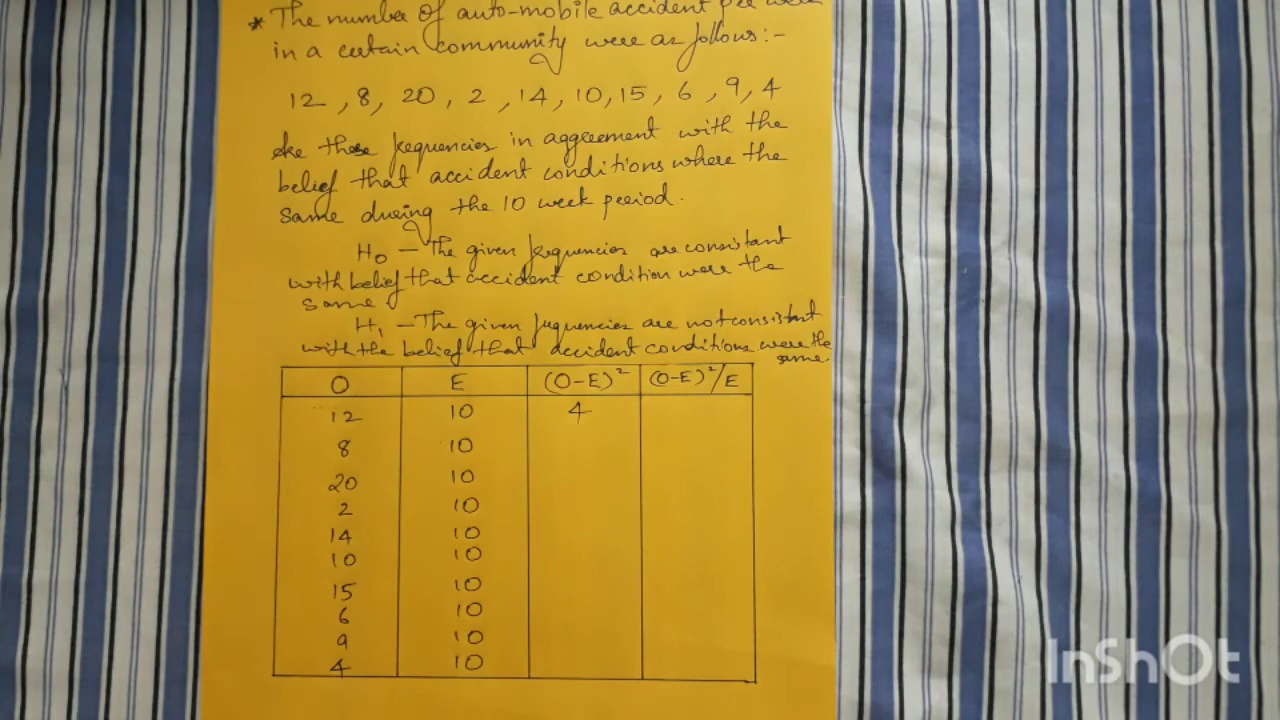 * The number of auto-mobile accident per week
in a certain community were as follows:-
12, 8, 20, 2, 14, 10, 15, 6, 9, 4
Are these frequencies in aggreement with the
belief that accident conditions where the
same during the 10 week period.
H0 - The given frequencies are consistant
with belief that accident condition were the
same
H1 - The given frequencies are not consistent
with the belief that accident conditions were the
same.
O E (O-E)² (O-E)²/E
12 10 4
8 10
20 10
2 10
14 10
10 10
15 10
6 10
9 10
4 10
InShOt